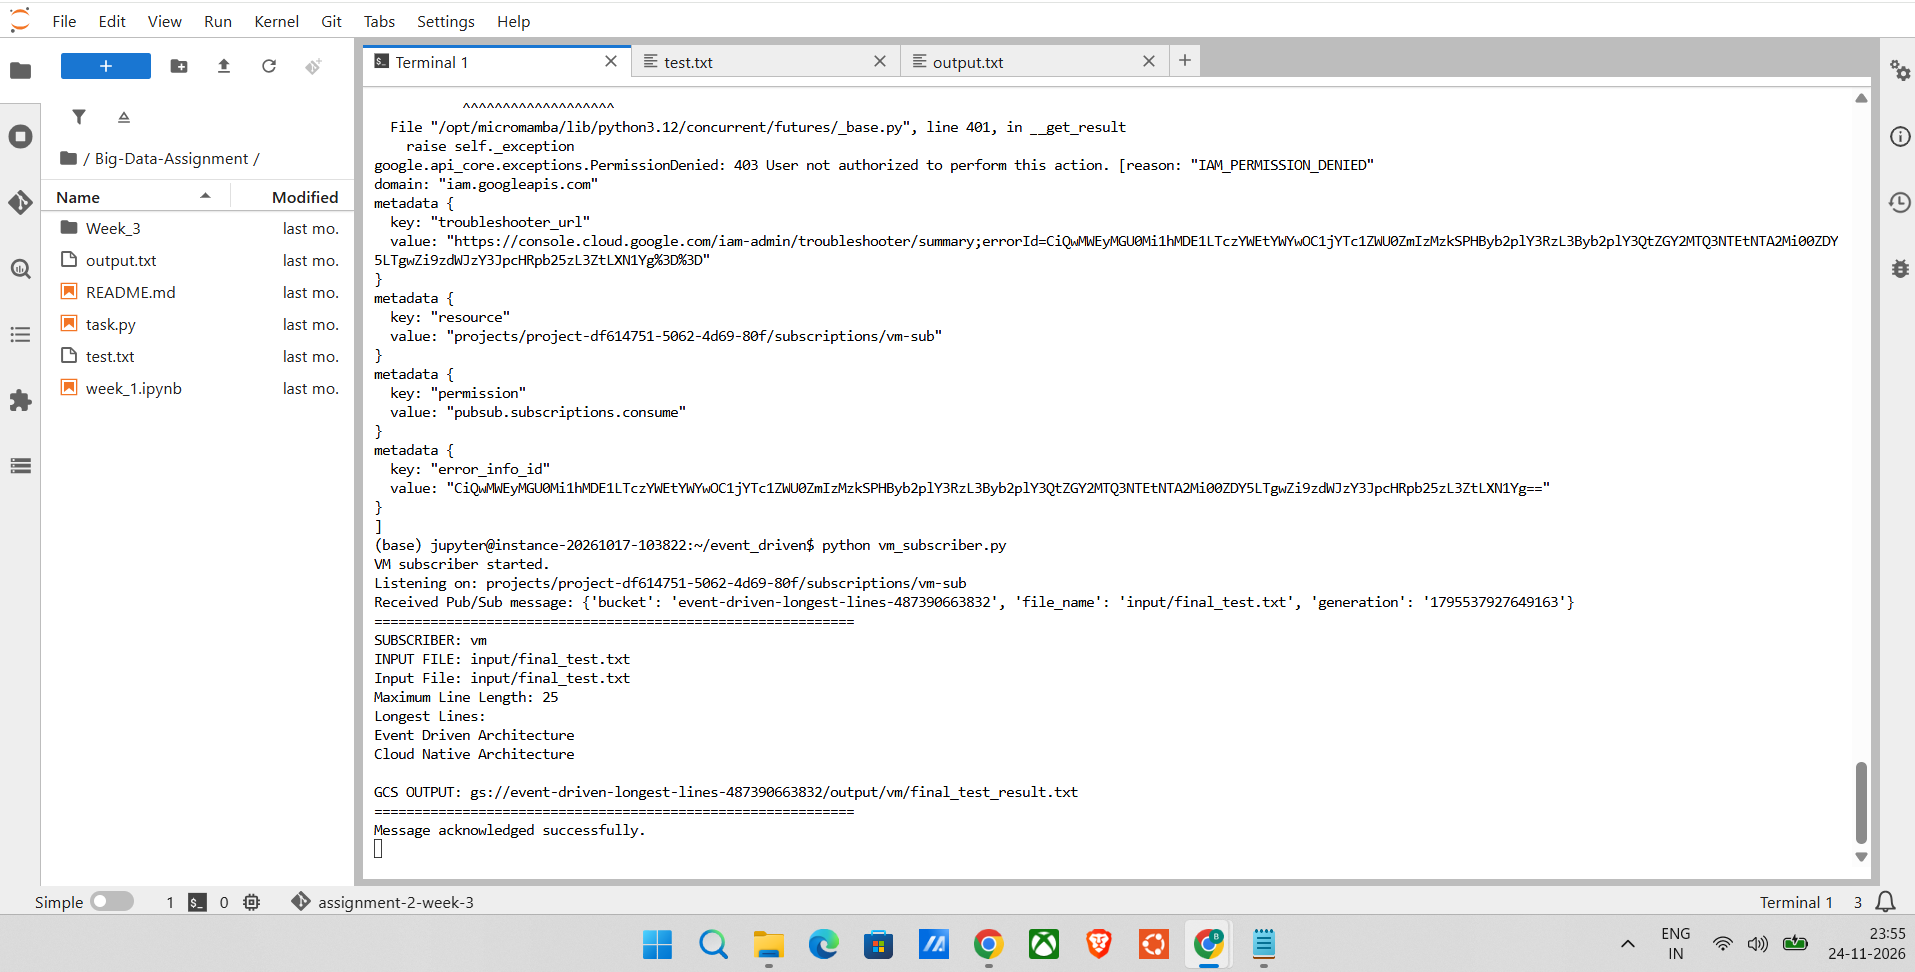 File Edit View Run Kernel Git Tabs Settings Help
Terminal 1
test.txt
output.txt
/ Big-Data-Assignment /
Name Modified
Week_3 last mo.
output.txt last mo.
README.md last mo.
task.py last mo.
test.txt last mo.
week_1.ipynb last mo.
^^^^^^^^^^^^^^^^^^^
File "/opt/micromamba/lib/python3.12/concurrent/futures/_base.py", line 401, in __get_result
raise self._exception
google.api_core.exceptions.PermissionDenied: 403 User not authorized to perform this action. [reason: "IAM_PERMISSION_DENIED"
domain: "iam.googleapis.com"
metadata {
key: "troubleshooter_url"
value: "https://console.cloud.google.com/iam-admin/troubleshooter/summary;errorId=CiQwMWEyMGU0Mi1hMDE1LTczYWEtYWYwOC1jYTc1ZWU0ZmIzMzkSPHByb2plY3RzL3Byb2plY3QtZGY2MTQ3NTEtNTA2Mi00ZDY
5LTgwZi9zdWJzY3JpcHRpb25zL3ZtLXN1Yg%3D%3D"
}
metadata {
key: "resource"
value: "projects/project-df614751-5062-4d69-80f/subscriptions/vm-sub"
}
metadata {
key: "permission"
value: "pubsub.subscriptions.consume"
}
metadata {
key: "error_info_id"
value: "CiQwMWEyMGU0Mi1hMDE1LTczYWEtYWYwOC1jYTc1ZWU0ZmIzMzkSPHByb2plY3RzL3Byb2plY3QtZGY2MTQ3NTEtNTA2Mi00ZDY5LTgwZi9zdWJzY3JpcHRpb25zL3ZtLXN1Yg=="
}
]
(base) jupyter@instance-20261017-103822:~/event_driven$ python vm_subscriber.py
VM subscriber started.
Listening on: projects/project-df614751-5062-4d69-80f/subscriptions/vm-sub
Received Pub/Sub message: {'bucket': 'event-driven-longest-lines-487390663832', 'file_name': 'input/final_test.txt', 'generation': '1795537927649163'}
============================================================
SUBSCRIBER: vm
INPUT FILE: input/final_test.txt
Input File: input/final_test.txt
Maximum Line Length: 25
Longest Lines:
Event Driven Architecture
Cloud Native Architecture
GCS OUTPUT: gs://event-driven-longest-lines-487390663832/output/vm/final_test_result.txt
============================================================
Message acknowledged successfully.
Simple 1 $_ 0 assignment-2-week-3 Terminal 1 3
ENG
IN
23:55
24-11-2026